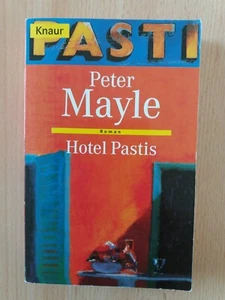 PASTI
Knaur
Peter
Mayle
Roman
Hotel Pastis